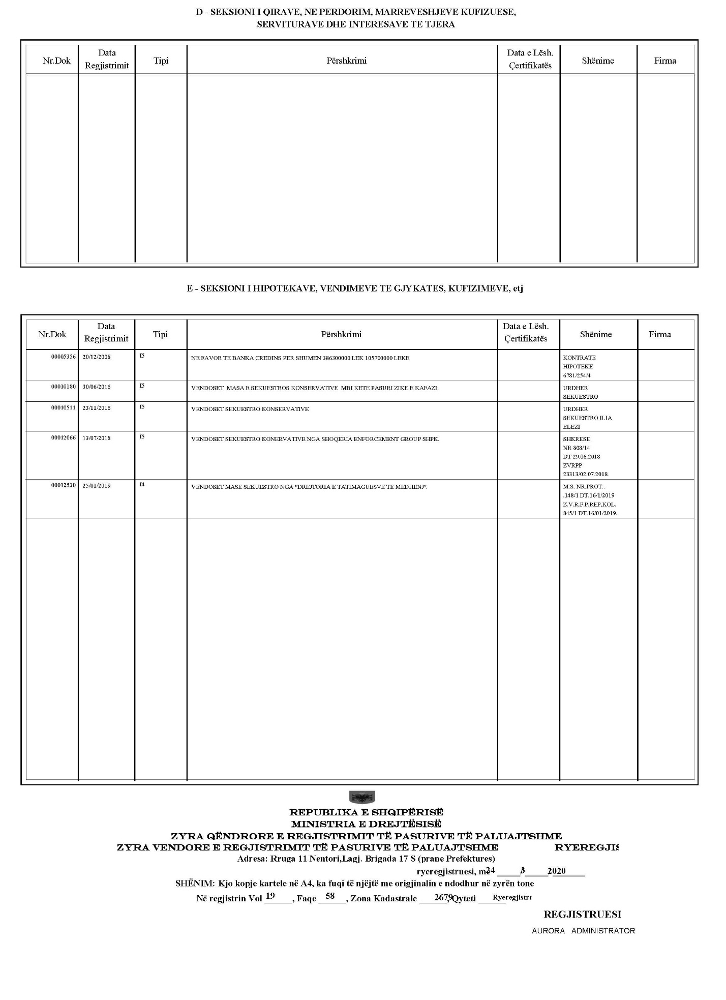 D - SEKSIONI I QIRAVE, NE PERDORIM, MARREVESHJEVE KUFIZUESE,
SERVITURAVE DHE INTERESAVE TE TJERA
Nr.Dok Data Regjistrimit Tipi Përshkrimi Data e Lësh. Çertifikatës Shënime Firma
E - SEKSIONI I HIPOTEKAVE, VENDIMEVE TE GJYKATES, KUFIZIMEVE, etj
Nr.Dok Data Regjistrimit Tipi Përshkrimi Data e Lësh. Çertifikatës Shënime Firma
00005356 20/12/2008 I5 NE FAVOR TE BANKA CREDINS PER SHUMEN 386300000 LEK 105700000 LEKE KONTRATE
HIPOTEKE
6781/254/4
00010180 30/06/2016 I5 VENDOSET MASA E SEKUESTROS KONSERVATIVE MBI KETE PASURI ZIKE E KAFAZI. URDHER
SEKUESTRO
00010511 23/11/2016 I5 VENDOSET SEKUESTRO KONSERVATIVE URDHER
SEKUESTRO ILIA
ELEZI
00012066 13/07/2018 I5 VENDOSET SEKUESTRO KONERVATIVE NGA SHOQERIA ENFORCEMENT GROUP SHPK. SHKRESE
NR 808/14
DT 29.06.2018
ZVRPP
23313/02.07.2018.
00012530 25/01/2019 I4 VENDOSET MASE SEKUESTRO NGA "DREJTORIA E TATIMAGUESVE TE MEDHENJ". M.S. NR.PROT..
.148/1 DT.16/1/2019
Z.V.R.P.P.REP,KOL.
845/1 DT.16/01/2019.
REPUBLIKA E SHQIPËRISË
MINISTRIA E DREJTËSISË
ZYRA QËNDRORE E REGJISTRIMIT TË PASURIVE TË PALUAJTSHME
ZYRA VENDORE E REGJISTRIMIT TË PASURIVE TË PALUAJTSHME RYEREGJIS
Adresa: Rruga 11 Nentori,Lagj. Brigada 17 S (prane Prefektures)
ryeregjistruesi, më 24 / 3 / 2020
SHËNIM: Kjo kopje kartele në A4, ka fuqi të njëjtë me origjinalin e ndodhur në zyrën tone
Në regjistrin Vol 19, Faqe 58, Zona Kadastrale 2679, Qyteti Ryeregjistru
REGJISTRUESI
AURORA ADMINISTRATOR